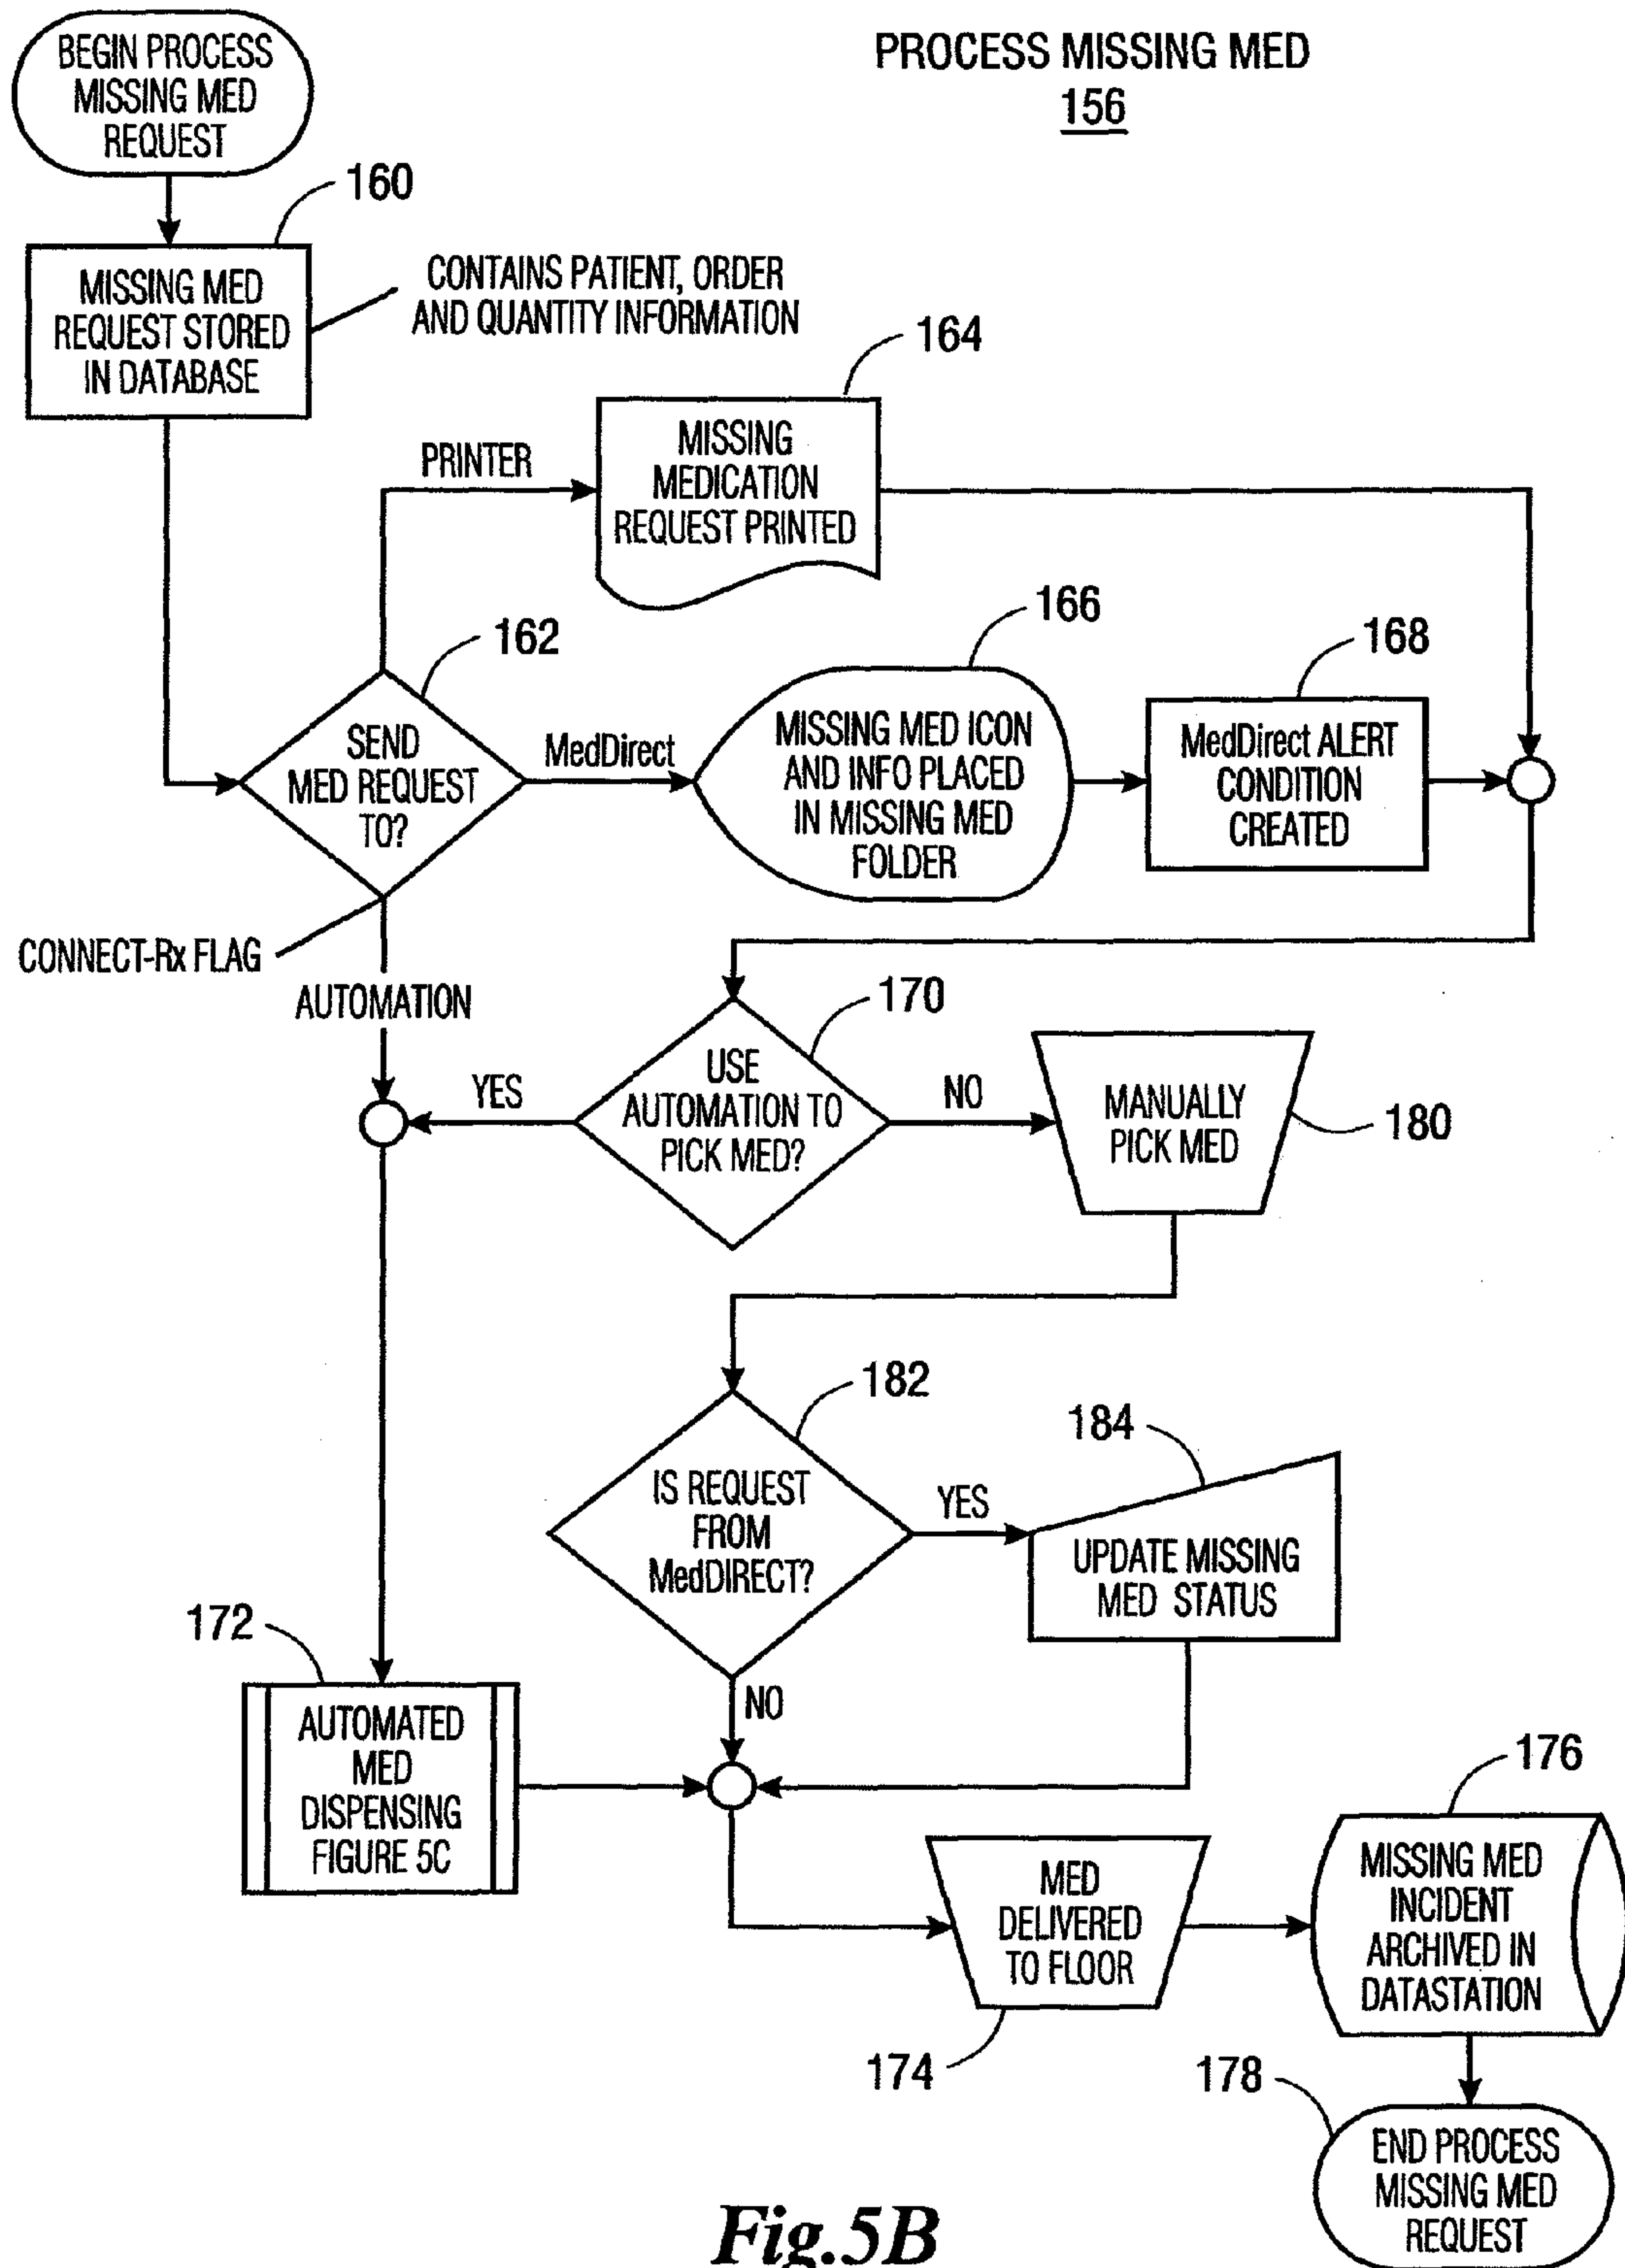 BEGIN PROCESS
MISSING MED
REQUEST
PROCESS MISSING MED
156
160
MISSING MED
REQUEST STORED
IN DATABASE
CONTAINS PATIENT, ORDER
AND QUANTITY INFORMATION
164
PRINTER
MISSING
MEDICATION
REQUEST PRINTED
162
SEND
MED REQUEST
TO?
MedDirect
166
MISSING MED ICON
AND INFO PLACED
IN MISSING MED
FOLDER
168
MedDirect ALERT
CONDITION
CREATED
CONNECT-Rx FLAG
AUTOMATION
170
USE
AUTOMATION TO
PICK MED?
YES
NO
MANUALLY
PICK MED
180
182
IS REQUEST
FROM
MedDIRECT?
YES
184
UPDATE MISSING
MED STATUS
NO
172
AUTOMATED
MED
DISPENSING
FIGURE 5C
MED
DELIVERED
TO FLOOR
174
176
MISSING MED
INCIDENT
ARCHIVED IN
DATASTATION
178
END PROCESS
MISSING MED
REQUEST
Fig.5B